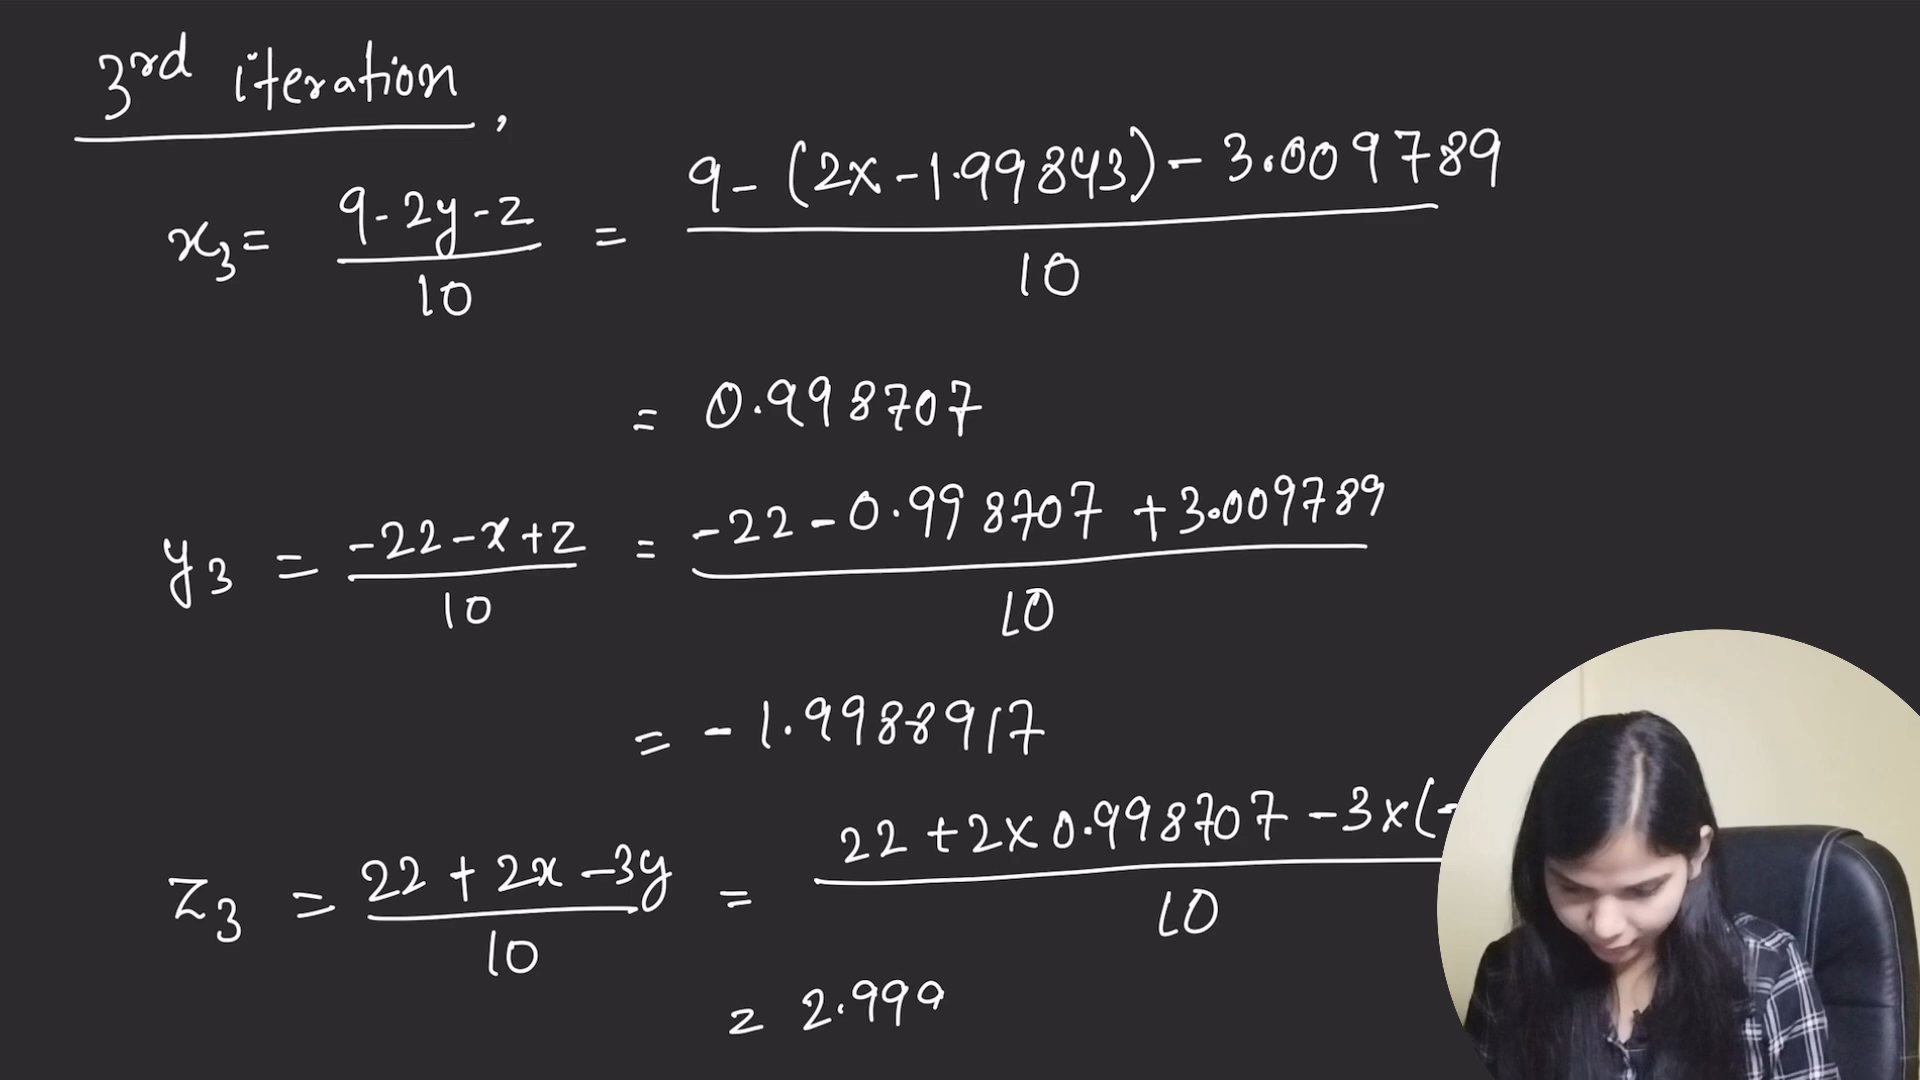 3rd iteration,
x₃ = (9-2y-z)/10 = (9-(2x-1.99843)-3.009789)/10
= 0.998707
y₃ = (-22-x+z)/10 = (-22-0.998707+3.009789)/10
= -1.9988917
z₃ = (22+2x-3y)/10 = (22+2x0.998707-3x(-)/10
= 2.999